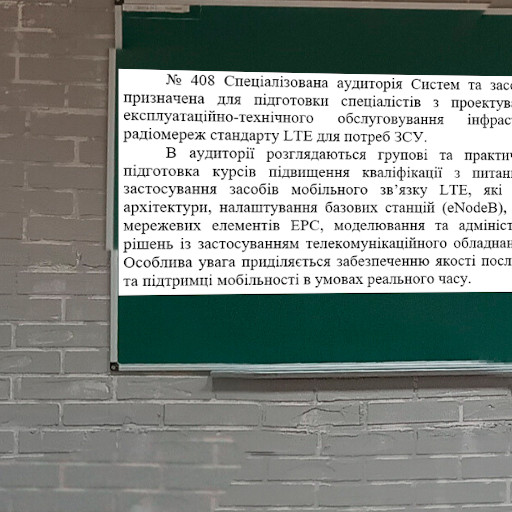 № 408 Спеціалізована аудиторія Систем та засо
призначена для підготовки спеціалістів з проектув
експлуатаційно-технічного обслуговування інфрас
радіомереж стандарту LTE для потреб ЗСУ.
В аудиторії розглядаються групові та практич
підготовка курсів підвищення кваліфікації з питан
застосування засобів мобільного зв’язку LTE, які
архітектури, налаштування базових станцій (eNodeB),
мережевих елементів EPC, моделювання та адмініст
рішень із застосуванням телекомунікаційного обладнан
Особлива увага приділяється забезпеченню якості посл
та підтримці мобільності в умовах реального часу.